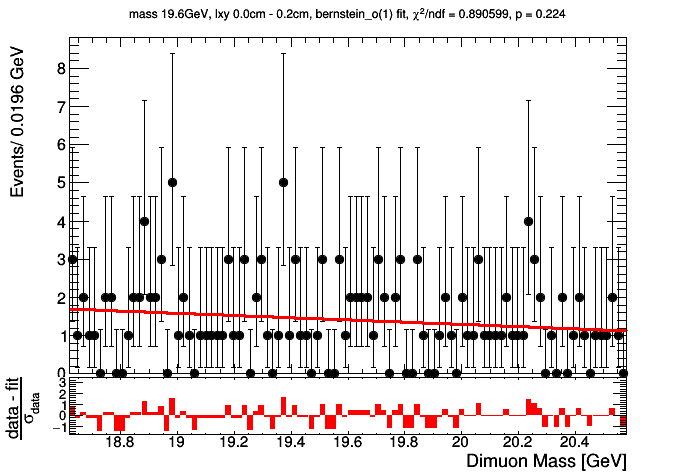 mass 19.6GeV, lxy 0.0cm - 0.2cm, bernstein_o(1) fit, χ²/ndf = 0.890599, p = 0.224
Events/ 0.0196 GeV
8
7
6
5
4
3
2
1
0
data - fit
σdata
3
2
1
0
−1
18.8 19 19.2 19.4 19.6 19.8 20 20.2 20.4
Dimuon Mass [GeV]